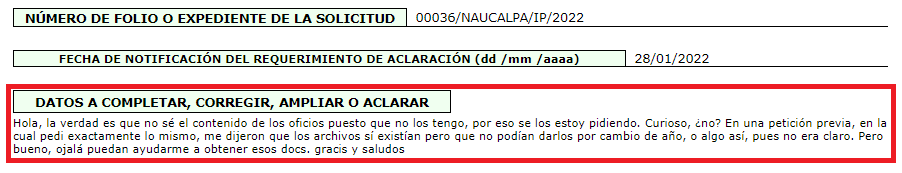 NÚMERO DE FOLIO O EXPEDIENTE DE LA SOLICITUD 00036/NAUCALPA/IP/2022
FECHA DE NOTIFICACIÓN DEL REQUERIMIENTO DE ACLARACIÓN (dd /mm /aaaa) 28/01/2022
DATOS A COMPLETAR, CORREGIR, AMPLIAR O ACLARAR
Hola, la verdad es que no sé el contenido de los oficios puesto que no los tengo, por eso se los estoy pidiendo. Curioso, ¿no? En una petición previa, en la
cual pedi exactamente lo mismo, me dijeron que los archivos sí existían pero que no podían darlos por cambio de año, o algo así, pues no era claro. Pero
bueno, ojalá puedan ayudarme a obtener esos docs. gracis y saludos